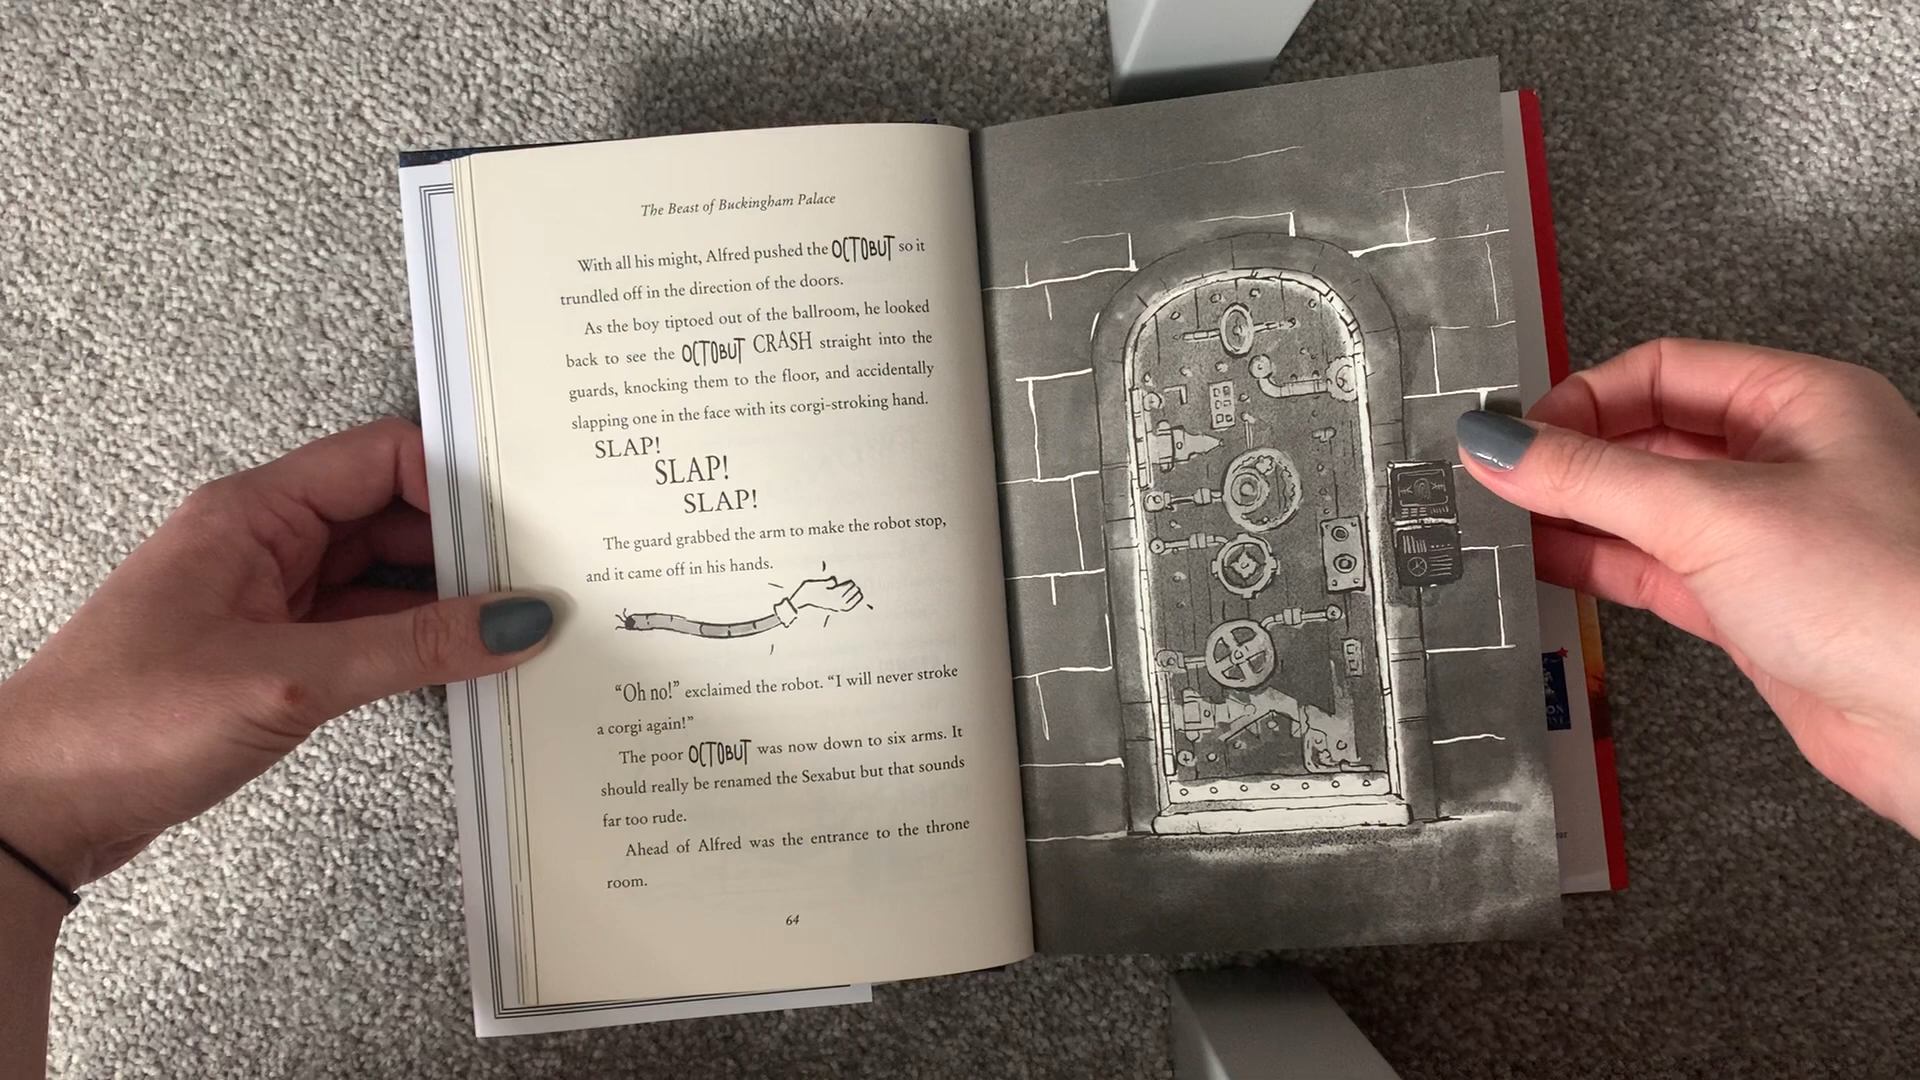 The Beast of Buckingham Palace
With all his might, Alfred pushed the OCTOBUT so it
trundled off in the direction of the doors.
As the boy tiptoed out of the ballroom, he looked
back to see the OCTOBUT CRASH straight into the
guards, knocking them to the floor, and accidentally
slapping one in the face with its corgi-stroking hand.
SLAP!
SLAP!
SLAP!
The guard grabbed the arm to make the robot stop,
and it came off in his hands.
“Oh no!” exclaimed the robot. “I will never stroke
a corgi again!”
The poor OCTOBUT was now down to six arms. It
should really be renamed the Sexabut but that sounds
far too rude.
Ahead of Alfred was the entrance to the throne
room.
64